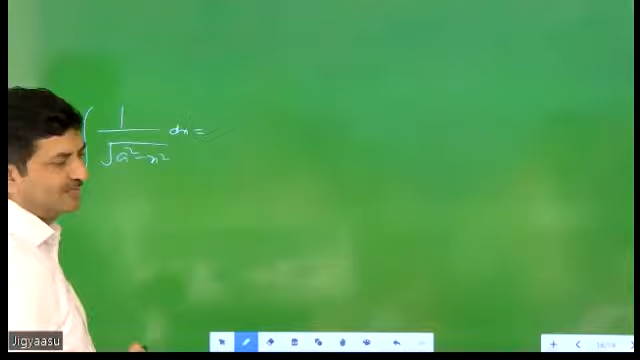 ∫ 1/√(a²-x²) dx =
Jigyaasu